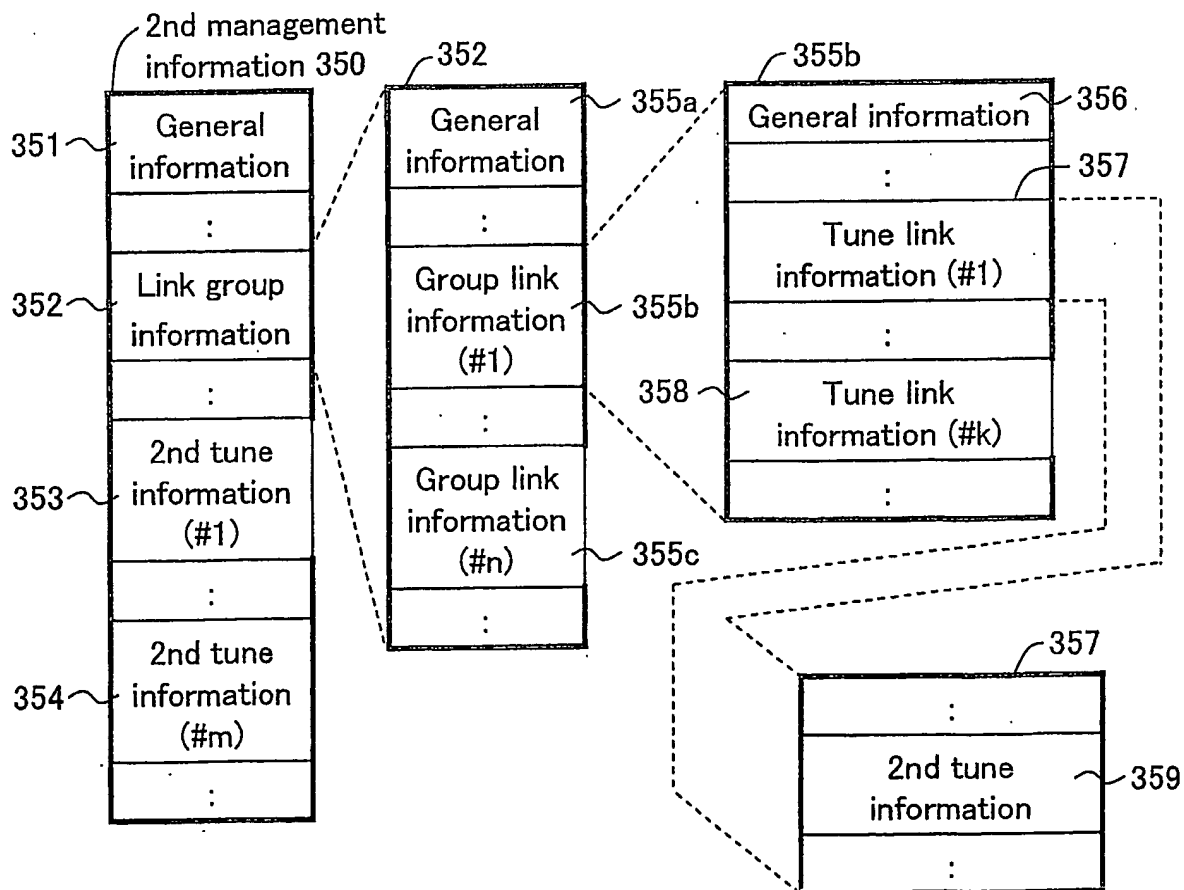 2nd management
information 350
351
General
information
:
352
Link group
information
:
353
2nd tune
information
(#1)
:
354
2nd tune
information
(#m)
:
352
General
information
355a
:
Group link
information
(#1)
355b
:
Group link
information
(#n)
355c
:
355b
General information
356
:
357
Tune link
information (#1)
:
358
Tune link
information (#k)
:
357
:
2nd tune
information
359
: